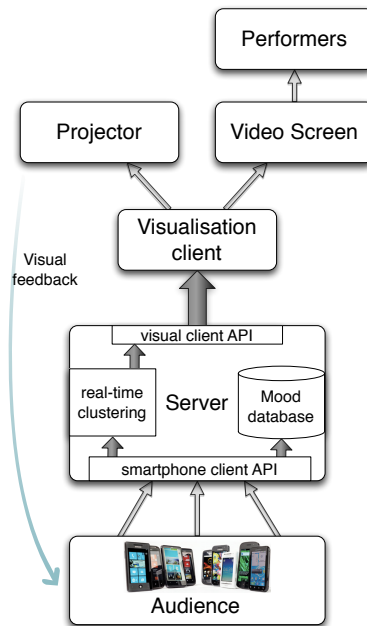 Performers
Projector
Video Screen
Visualisation
client
Visual
feedback
visual client API
real-time
clustering
Server
Mood
database
smartphone client API
Audience